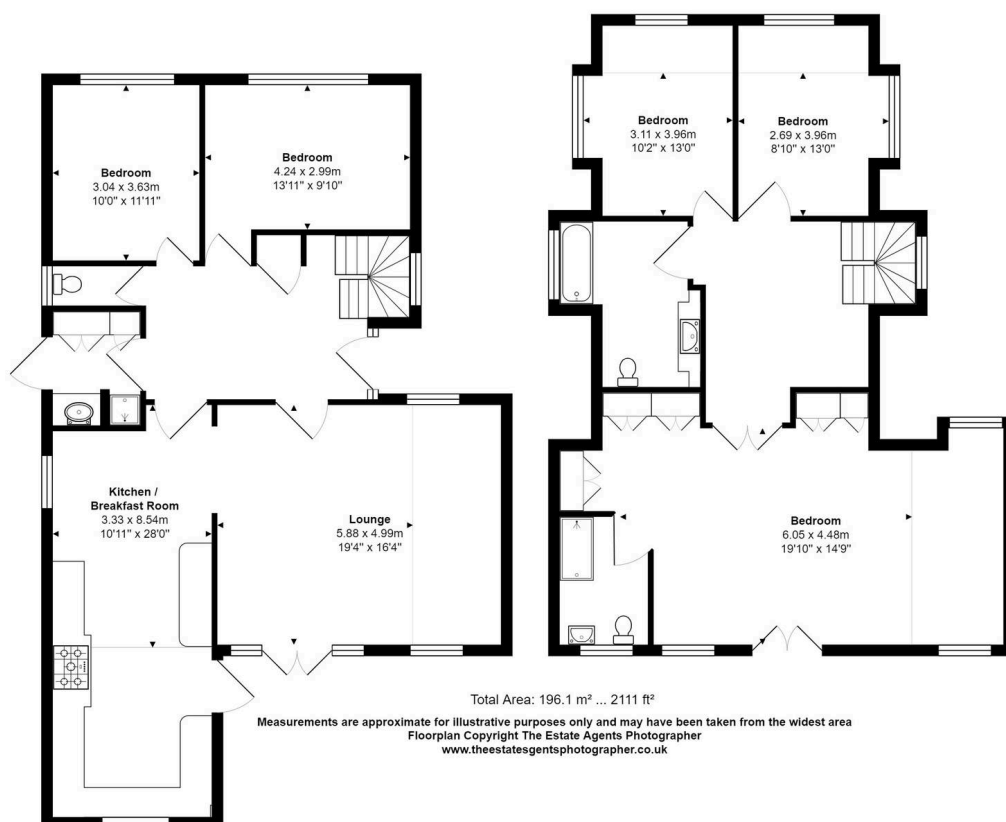 Bedroom
3.04 x 3.63m
10'0" x 11'11"
Bedroom
4.24 x 2.99m
13'11" x 9'10"
Kitchen /
Breakfast Room
3.33 x 8.54m
10'11" x 28'0"
Lounge
5.88 x 4.99m
19'4" x 16'4"
Bedroom
3.11 x 3.96m
10'2" x 13'0"
Bedroom
2.69 x 3.96m
8'10" x 13'0"
Bedroom
6.05 x 4.48m
19'10" x 14'9"
Total Area: 196.1 m² ... 2111 ft²
Measurements are approximate for illustrative purposes only and may have been taken from the widest area
Floorplan Copyright The Estate Agents Photographer
www.theestatesgentsphotographer.co.uk